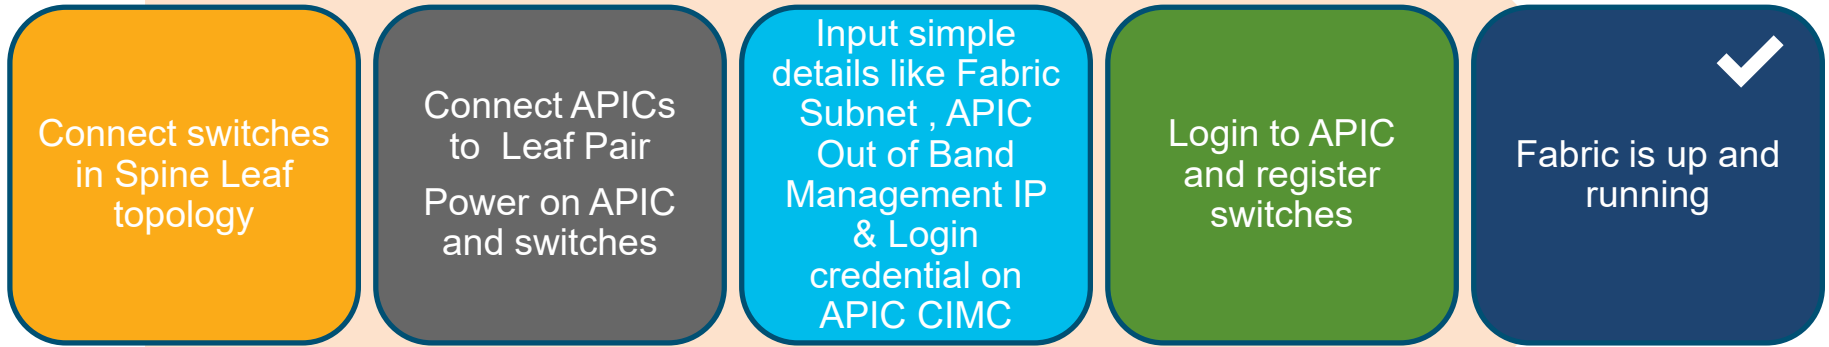 Connect switches
in Spine Leaf
topology
Connect APICs
to  Leaf Pair
Power on APIC
and switches
Input simple
details like Fabric
Subnet , APIC
Out of Band
Management IP
& Login
credential on
APIC CIMC
Login to APIC
and register
switches
Fabric is up and
running